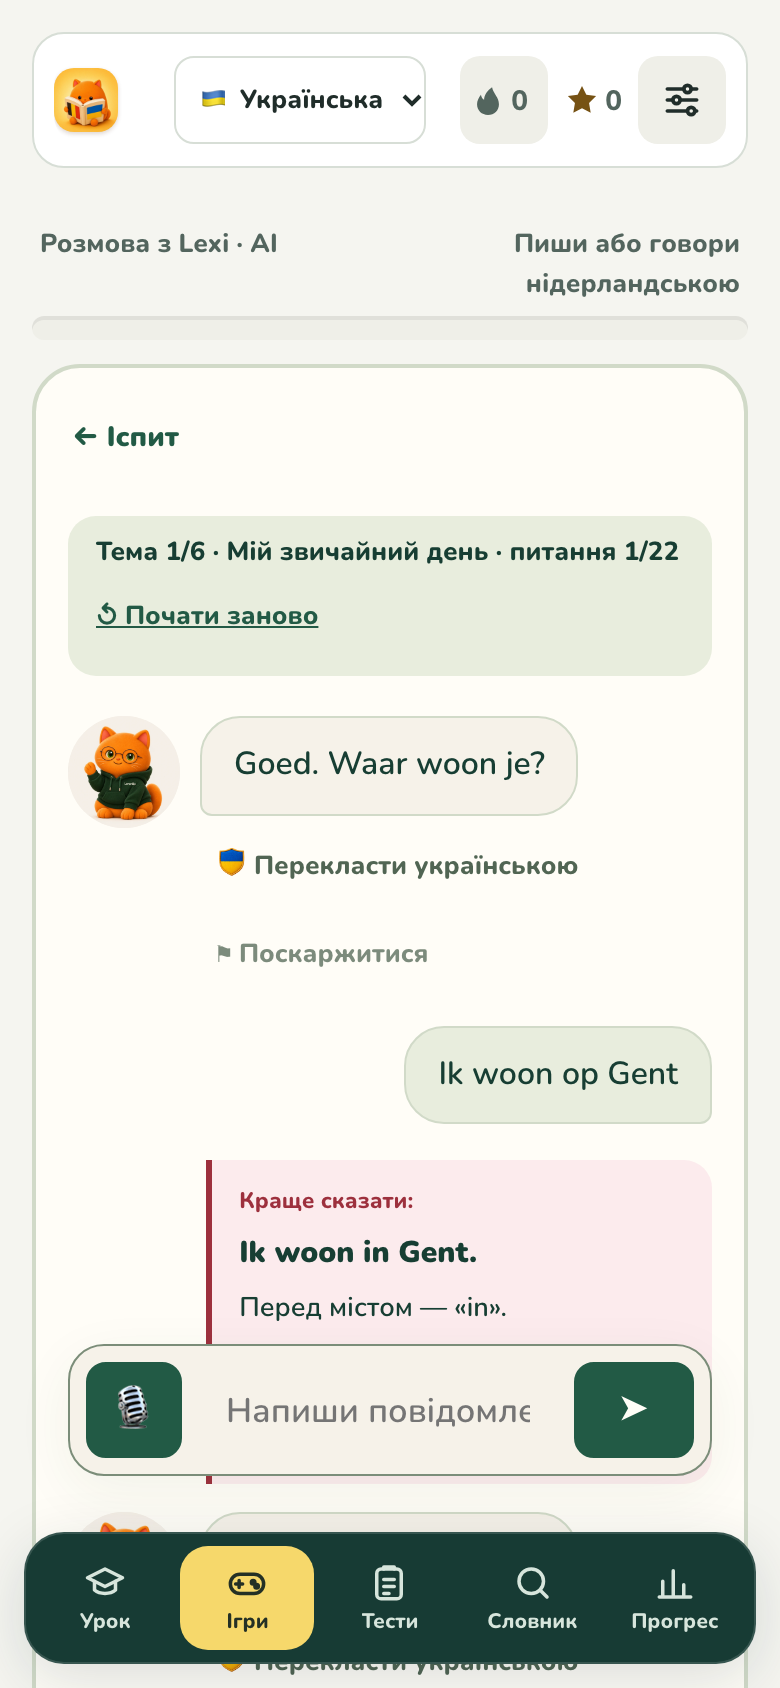 Українська
0
0
Розмова з Lexi · AI
Пиши або говори
нідерландською
← Іспит
Тема 1/6 · Мій звичайний день · питання 1/22
↺ Почати заново
Goed. Waar woon je?
Перекласти українською
⚑ Поскаржитися
Ik woon op Gent
Краще сказати:
Ik woon in Gent.
Перед містом — «in».
Напиши повідомле
Урок
Ігри
Тести
Словник
Прогрес
Перекласти українською